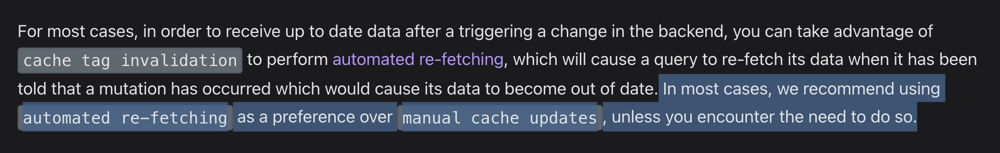 For most cases, in order to receive up to date data after a triggering a change in the backend, you can take advantage of
cache tag invalidation to perform automated re-fetching, which will cause a query to re-fetch its data when it has been
told that a mutation has occurred which would cause its data to become out of date. In most cases, we recommend using
automated re-fetching as a preference over manual cache updates, unless you encounter the need to do so.